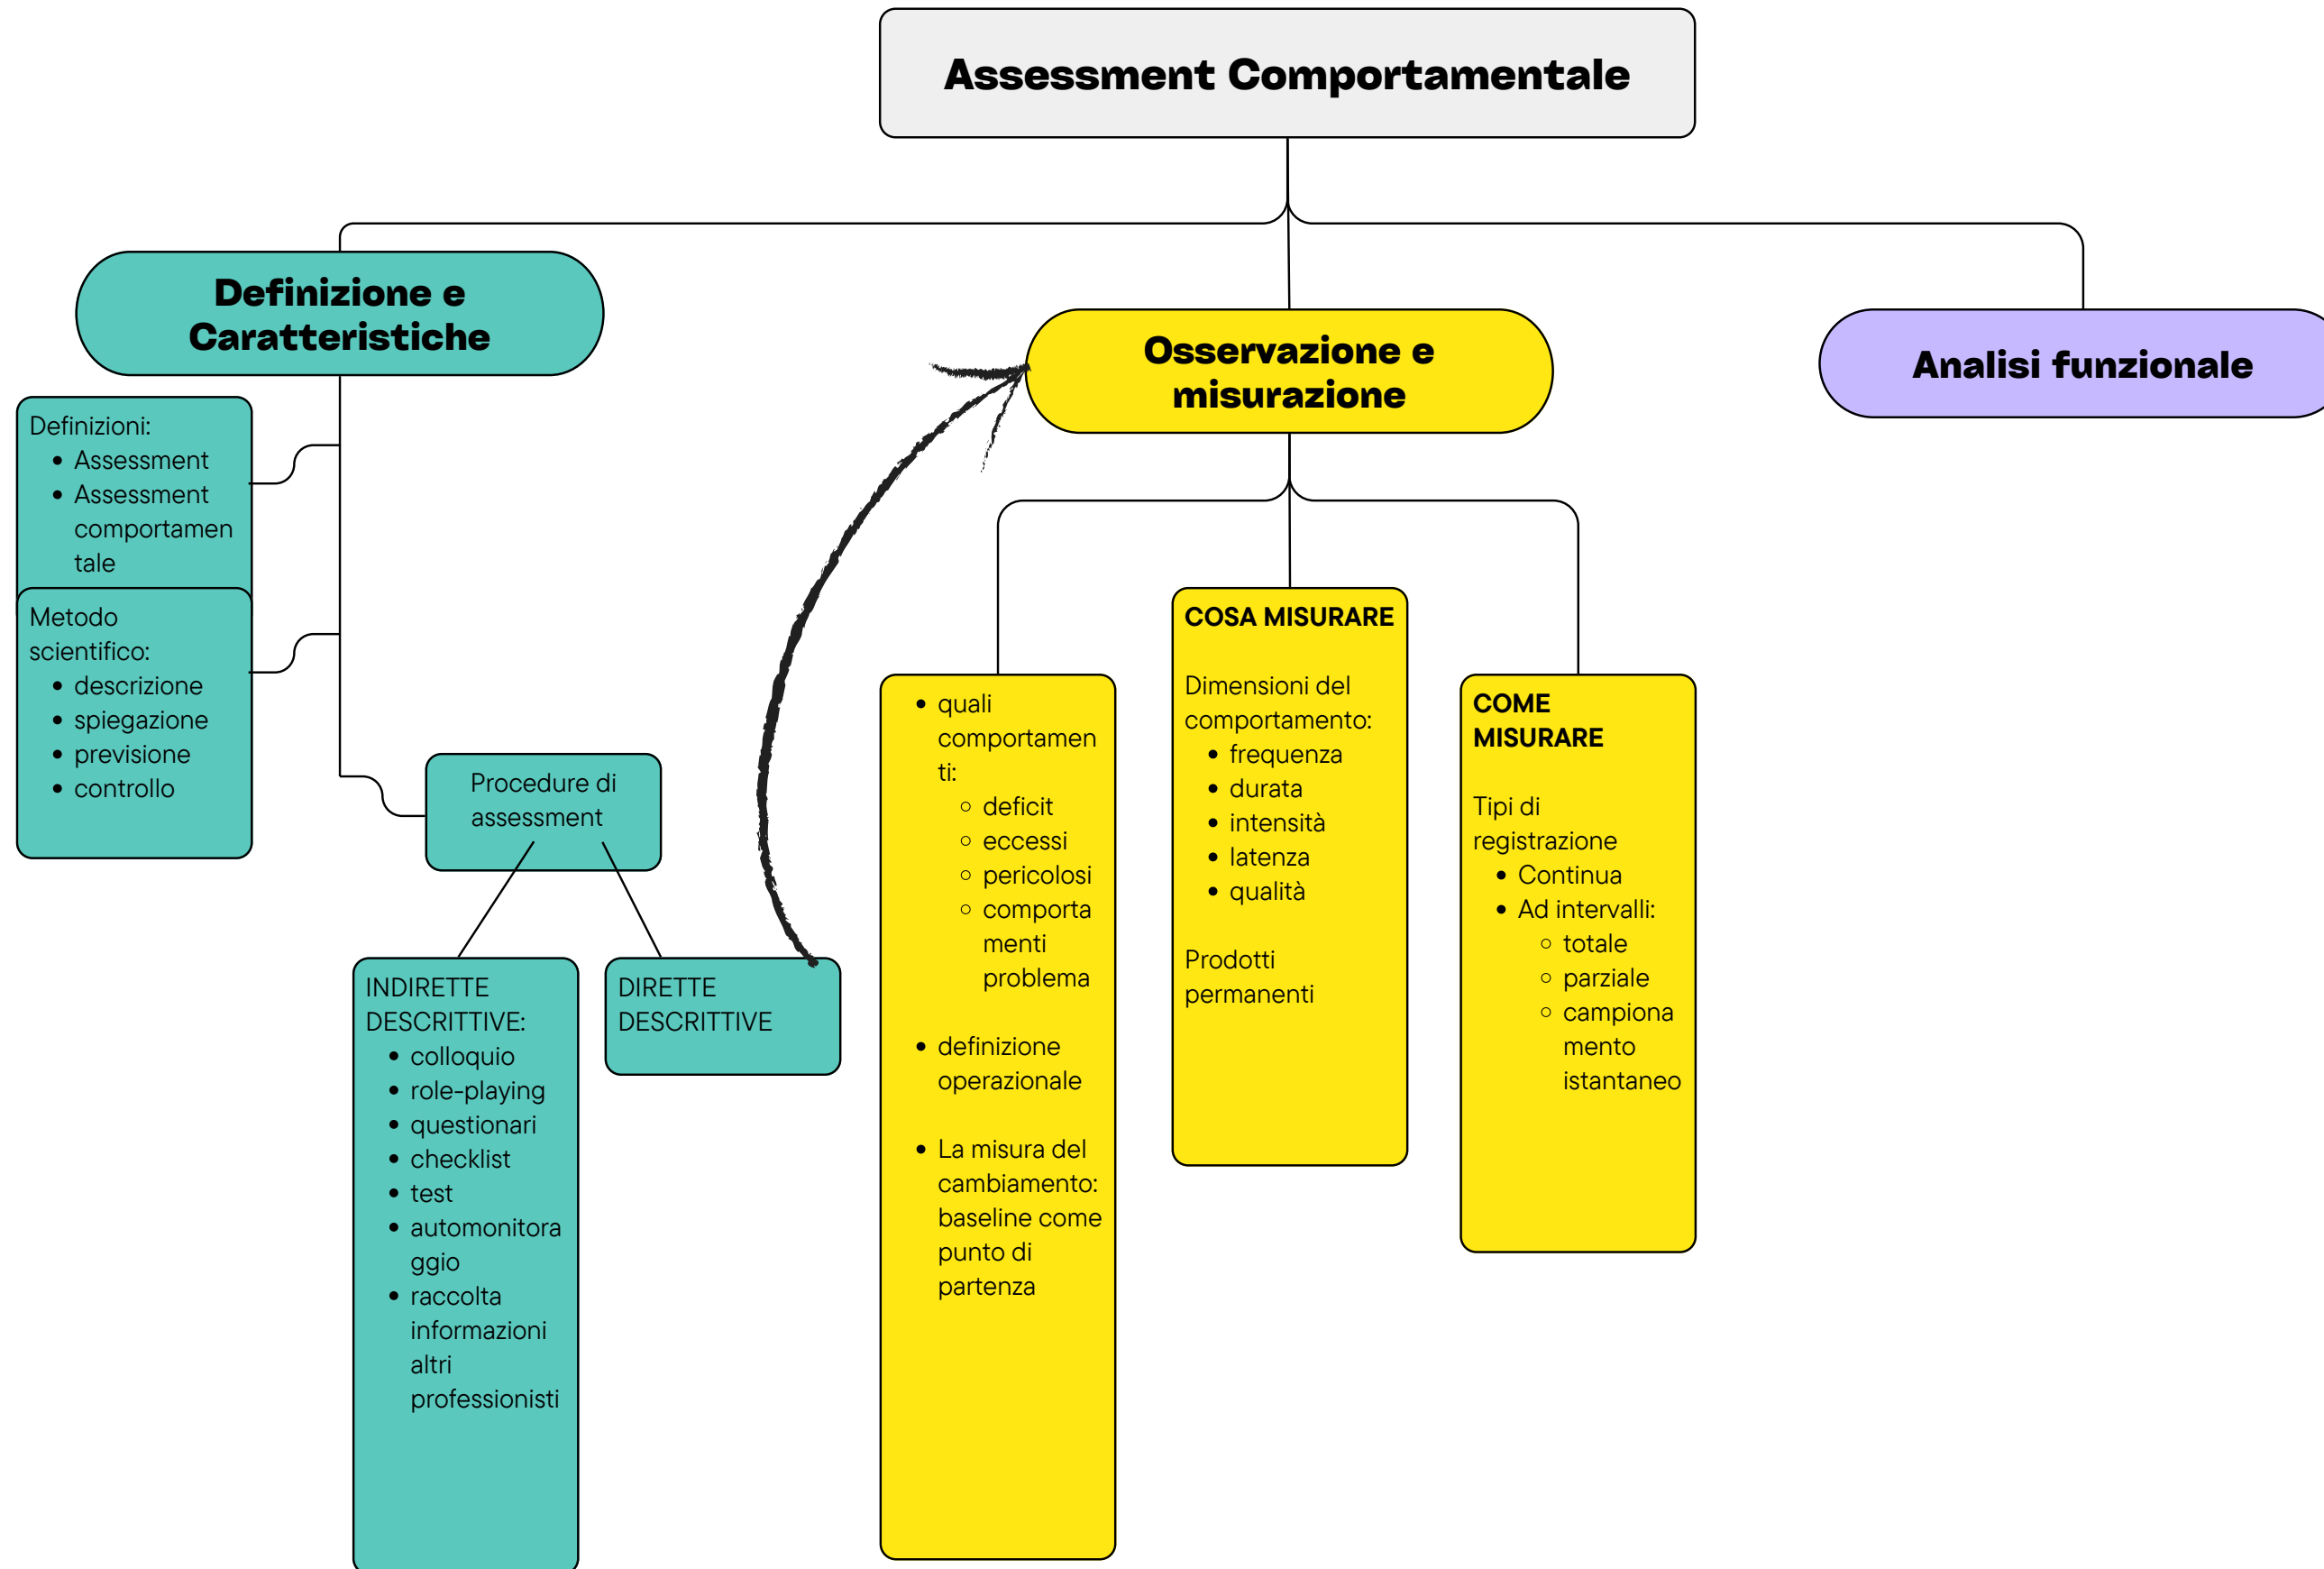 Assessment Comportamentale
Definizione e
Caratteristiche
Definizioni:
• Assessment
• Assessment
comportamen
tale
Metodo
scientifico:
• descrizione
• spiegazione
• previsione
• controllo
Procedure di
assessment
INDIRETTE
DESCRITTIVE:
• colloquio
• role-playing
• questionari
• checklist
• test
• automonitora
ggio
• raccolta
informazioni
altri
professionisti
DIRETTE
DESCRITTIVE
Osservazione e
misurazione
• quali
comportamen
ti:
◦ deficit
◦ eccessi
◦ pericolosi
◦ comporta
menti
problema
• definizione
operazionale
• La misura del
cambiamento:
baseline come
punto di
partenza
COSA MISURARE
Dimensioni del
comportamento:
• frequenza
• durata
• intensità
• latenza
• qualità
Prodotti
permanenti
COME
MISURARE
Tipi di
registrazione
• Continua
• Ad intervalli:
◦ totale
◦ parziale
◦ campiona
mento
istantaneo
Analisi funzionale